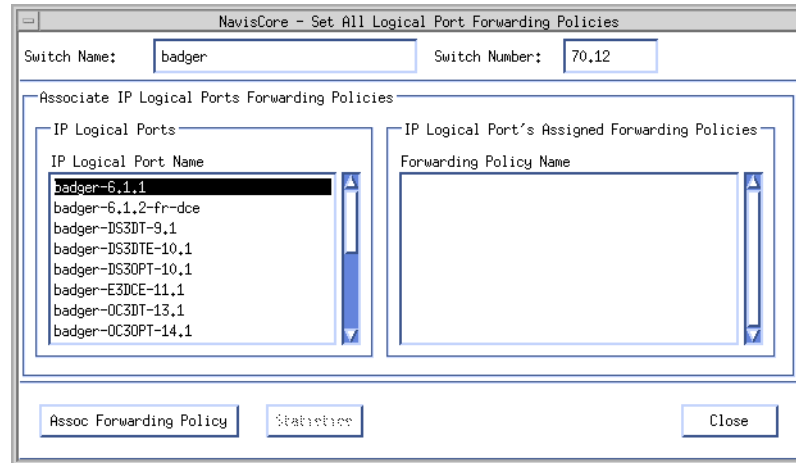 NavisCore - Set All Logical Port Forwarding Policies
Switch Name: badger Switch Number: 70.12
Associate IP Logical Ports Forwarding Policies
IP Logical Ports
IP Logical Port's Assigned Forwarding Policies
IP Logical Port Name
Forwarding Policy Name
badger-6.1.1
badger-6.1.2-fr-dce
badger-DS3DT-9.1
badger-DS3DTE-10.1
badger-DS3OPT-10.1
badger-E3DCE-11.1
badger-OC3DT-13.1
badger-OC3OPT-14.1
Assoc Forwarding Policy Statistics Close